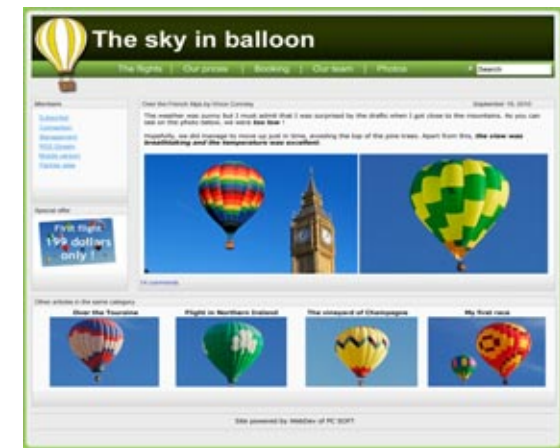 The sky in balloon
The flights | Our prices | Booking | Our team | Photos
Search
Members
Subscribe
Connection
Management
RSS Stream
Mobile version
Partner sites
Special offer
First flight
199 dollars
only !
Over the French Alps by Vince Conway
September 15, 2010
The weather was sunny but I must admit that I was surprised by the drafts when I got close to the mountains. As you can
see on the photo below, we were too low !
Hopefully, we did manage to move up just in time, avoiding the top of the pine trees. Apart from this, the view was
breathtaking and the temperature was excellent.
comments
Other articles in the same category
Over the Touraine
Flight in Northern Ireland
The vineyard of Champagne
My first race
Site powered by WebDev of PC SOFT